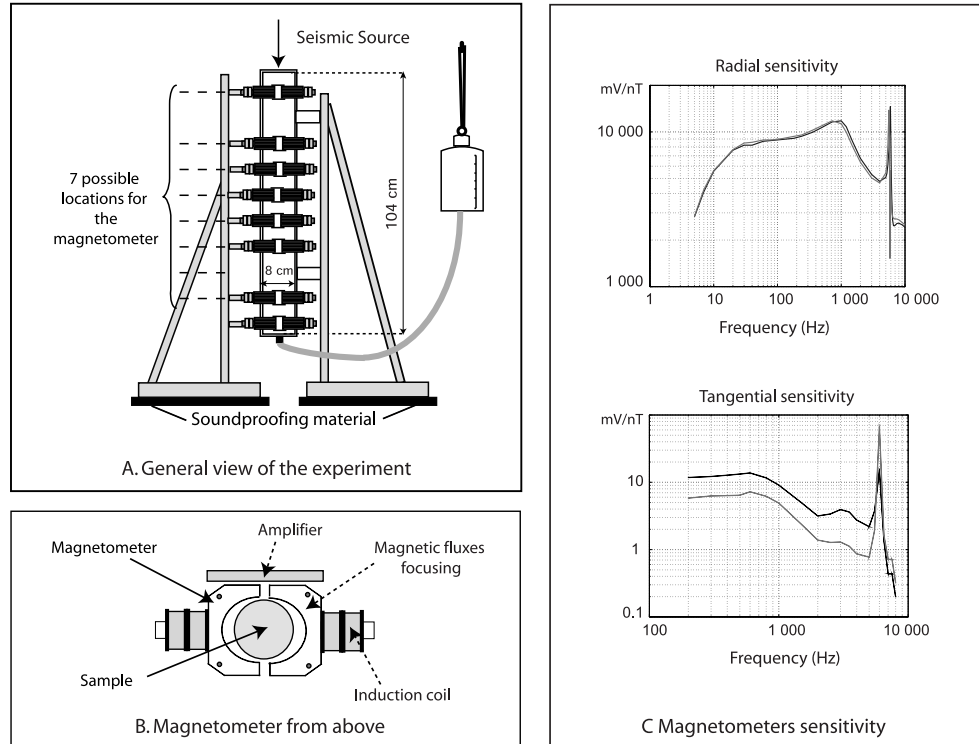 Seismic Source
7 possible
locations for
the
magnetometer
104 cm
8 cm
Soundproofing material
A. General view of the experiment
Amplifier
Magnetometer
Magnetic fluxes
focusing
Sample
Induction coil
B. Magnetometer from above
Radial sensitivity
mV/nT
10 000
1 000
1
10
100
1 000
10 000
Frequency (Hz)
Tangential sensitivity
mV/nT
10
1
0.1
100
1 000
10 000
Frequency (Hz)
C Magnetometers sensitivity